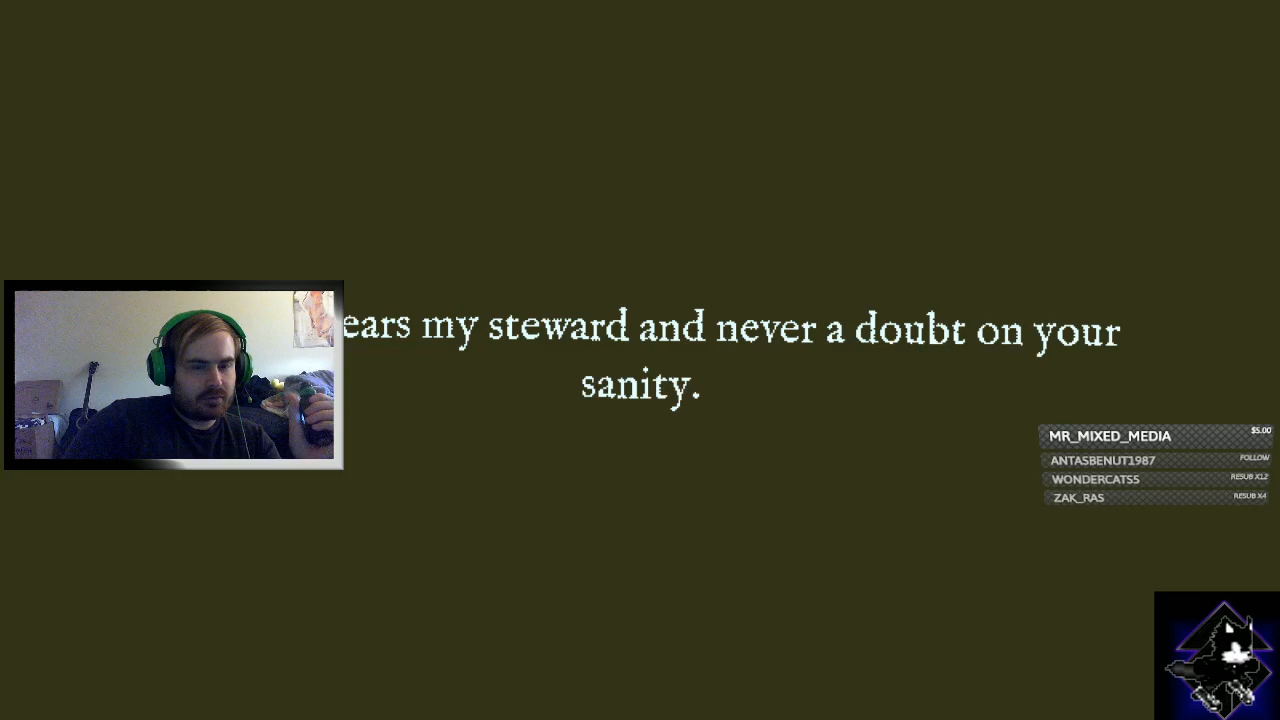 ears my steward and never a doubt on your
sanity.
MR_MIXED_MEDIA $5.00
ANTASBENUT1987 FOLLOW
WONDERCATS5 RESUB X12
ZAK_RAS RESUB X4